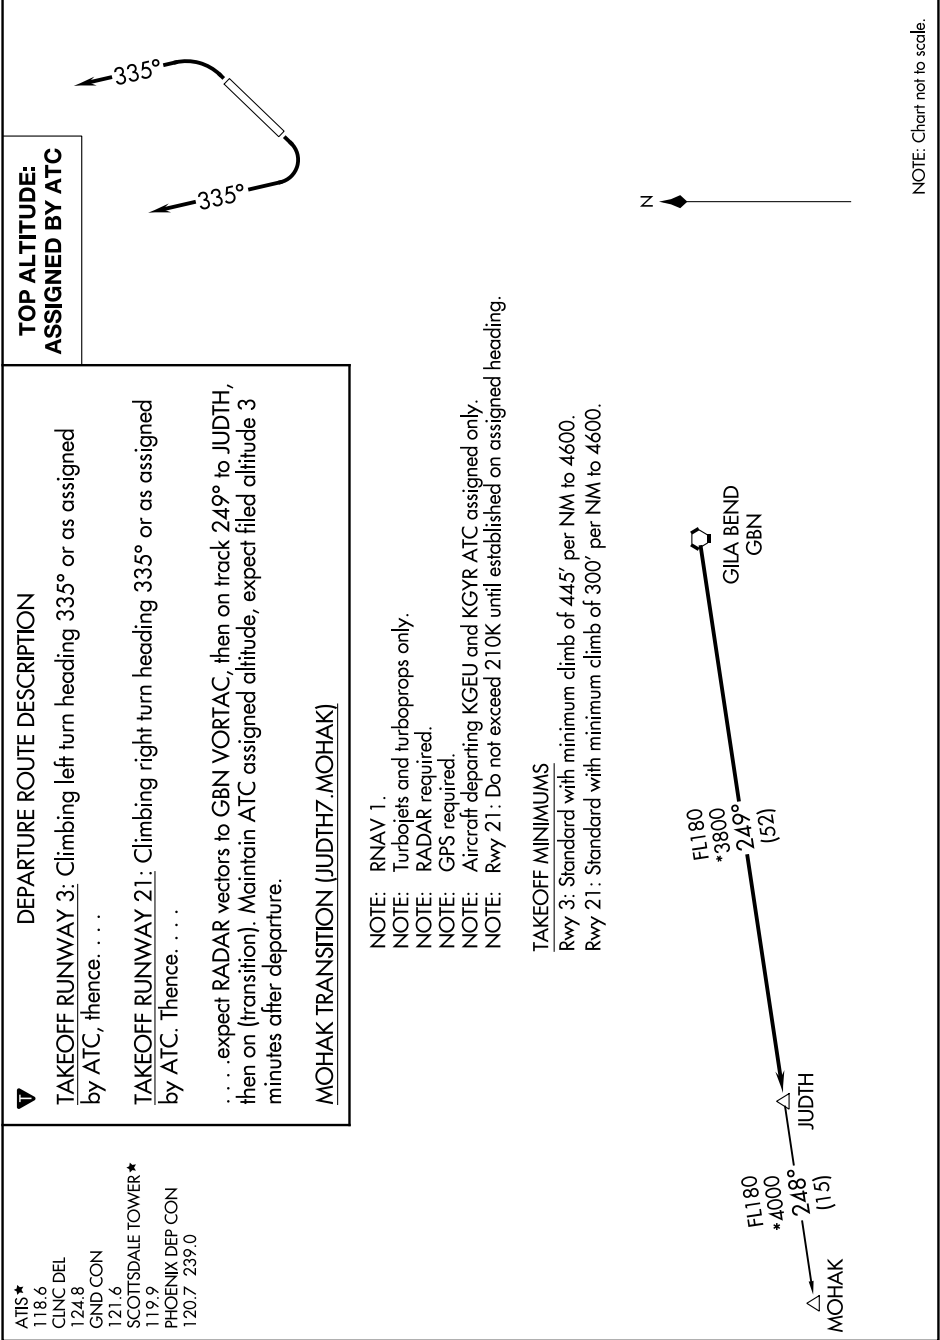 ATIS★
118.6
CLNC DEL
124.8
GND CON
121.6
SCOTTSDALE TOWER★
119.9
PHOENIX DEP CON
120.7 239.0
T
DEPARTURE ROUTE DESCRIPTION
TAKEOFF RUNWAY 3: Climbing left turn heading 335° or as assigned
by ATC, thence. . . .
TAKEOFF RUNWAY 21: Climbing right turn heading 335° or as assigned
by ATC. Thence. . . .
. . . .expect RADAR vectors to GBN VORTAC, then on track 249° to JUDTH,
then on (transition). Maintain ATC assigned altitude, expect filed altitude 3
minutes after departure.
MOHAK TRANSITION (JUDTH7.MOHAK)
TOP ALTITUDE:
ASSIGNED BY ATC
335°
335°
NOTE: RNAV 1.
NOTE: Turbojets and turboprops only.
NOTE: RADAR required.
NOTE: GPS required.
NOTE: Aircraft departing KGEU and KGYR ATC assigned only.
NOTE: Rwy 21: Do not exceed 210K until established on assigned heading.
TAKEOFF MINIMUMS
Rwy 3: Standard with minimum climb of 445' per NM to 4600.
Rwy 21: Standard with minimum climb of 300' per NM to 4600.
N
GILA BEND
GBN
FL180
*3800
249°
(52)
JUDTH
FL180
*4000
248°
(15)
MOHAK
NOTE: Chart not to scale.